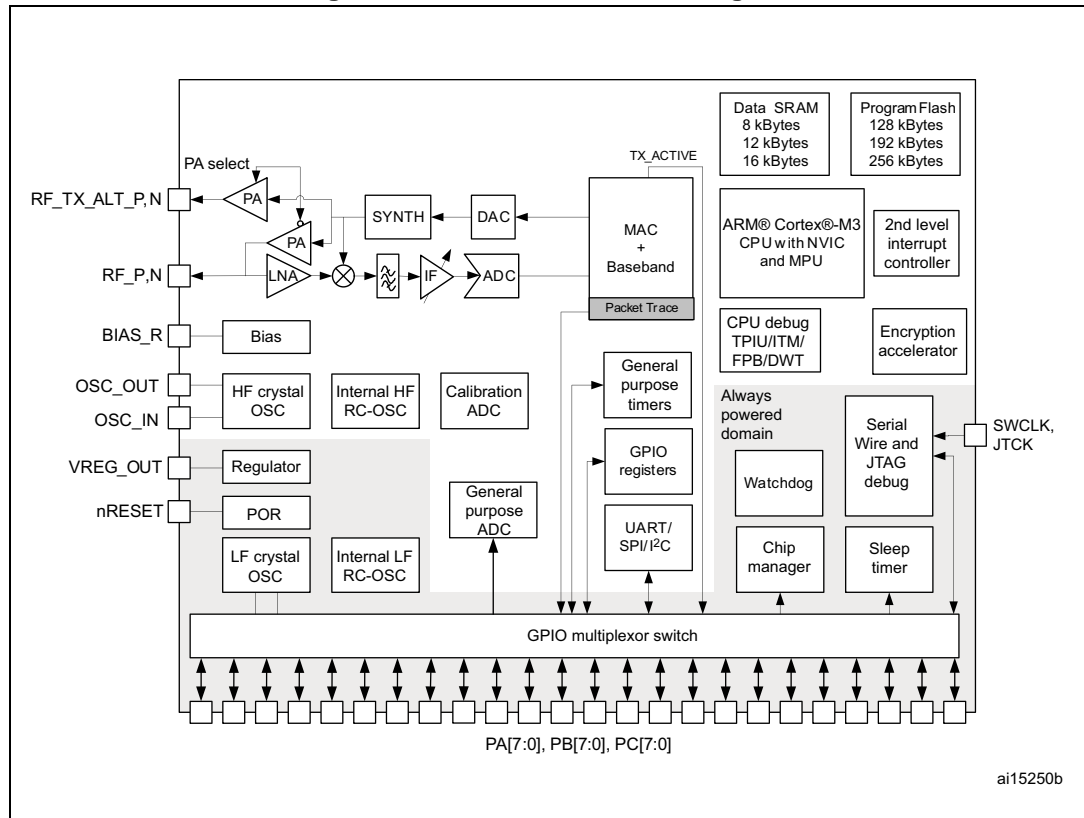 Data SRAM
8 kBytes
12 kBytes
16 kBytes
Program Flash
128 kBytes
192 kBytes
256 kBytes
TX_ACTIVE
PA select
RF_TX_ALT_P,N
PA
SYNTH
DAC
MAC
+
Baseband
ARM® Cortex®-M3
CPU with NVIC
and MPU
2nd level
interrupt
controller
PA
RF_P,N
LNA
IF
ADC
Packet Trace
BIAS_R
Bias
CPU debug
TPIU/ITM/
FPB/DWT
Encryption
accelerator
General
purpose
timers
OSC_OUT
OSC_IN
HF crystal
OSC
Internal HF
RC-OSC
Calibration
ADC
Always
powered
domain
Serial
Wire and
JTAG
debug
SWCLK,
JTCK
VREG_OUT
Regulator
GPIO
registers
Watchdog
nRESET
POR
General
purpose
ADC
UART/
SPI/I²C
Chip
manager
Sleep
timer
LF crystal
OSC
Internal LF
RC-OSC
GPIO multiplexor switch
PA[7:0], PB[7:0], PC[7:0]
ai15250b